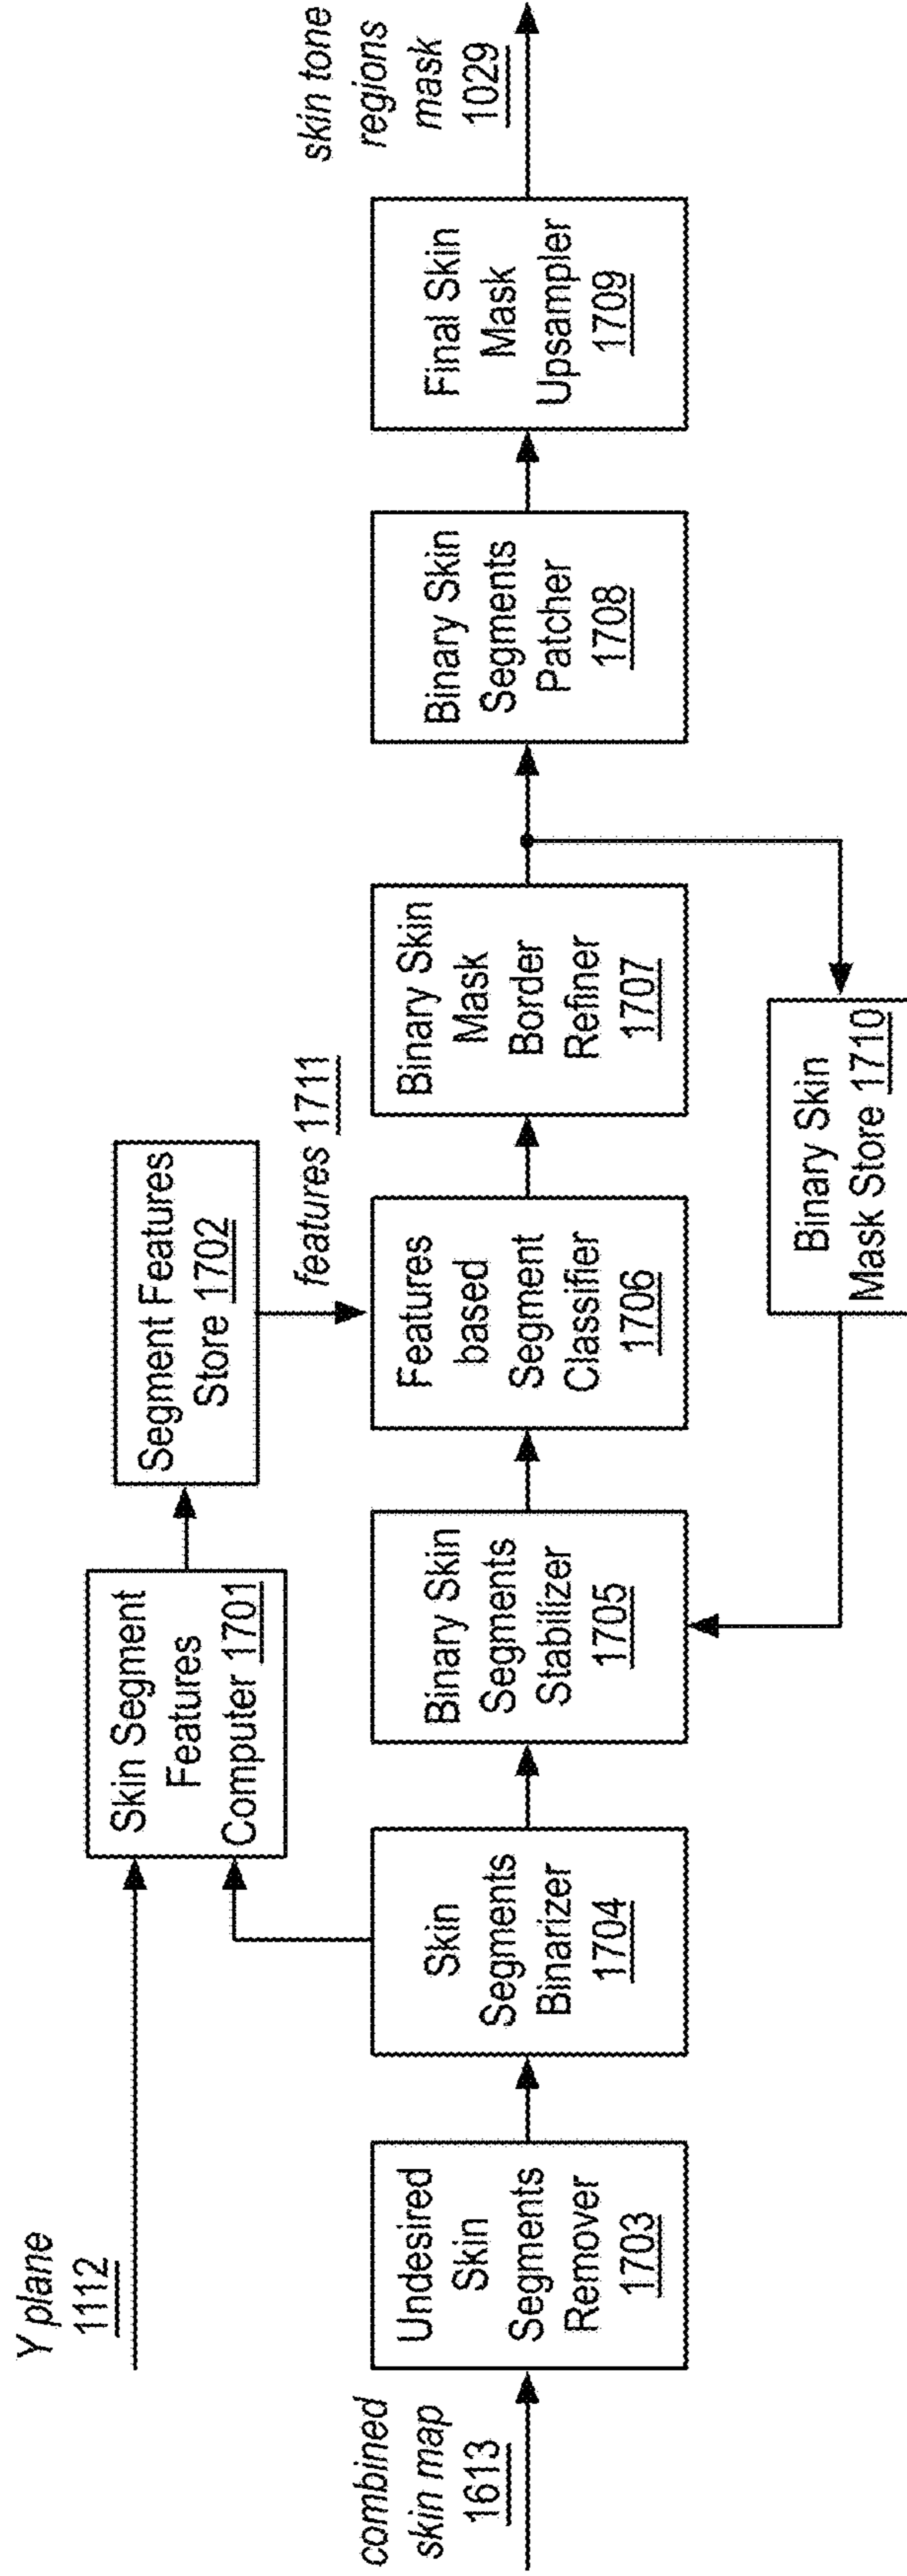 Y plane
1112
Skin Segment
Features
Computer 1701
Segment Features
Store 1702
features 1711
combined
skin map
1613
Undesired
Skin
Segments
Remover
1703
Skin
Segments
Binarizer
1704
Binary Skin
Segments
Stabilizer
1705
Features
based
Segment
Classifier
1706
Binary Skin
Mask
Border
Refiner
1707
Binary Skin
Segments
Patcher
1708
Final Skin
Mask
Upsampler
1709
skin tone
regions
mask
1029
Binary Skin
Mask Store 1710